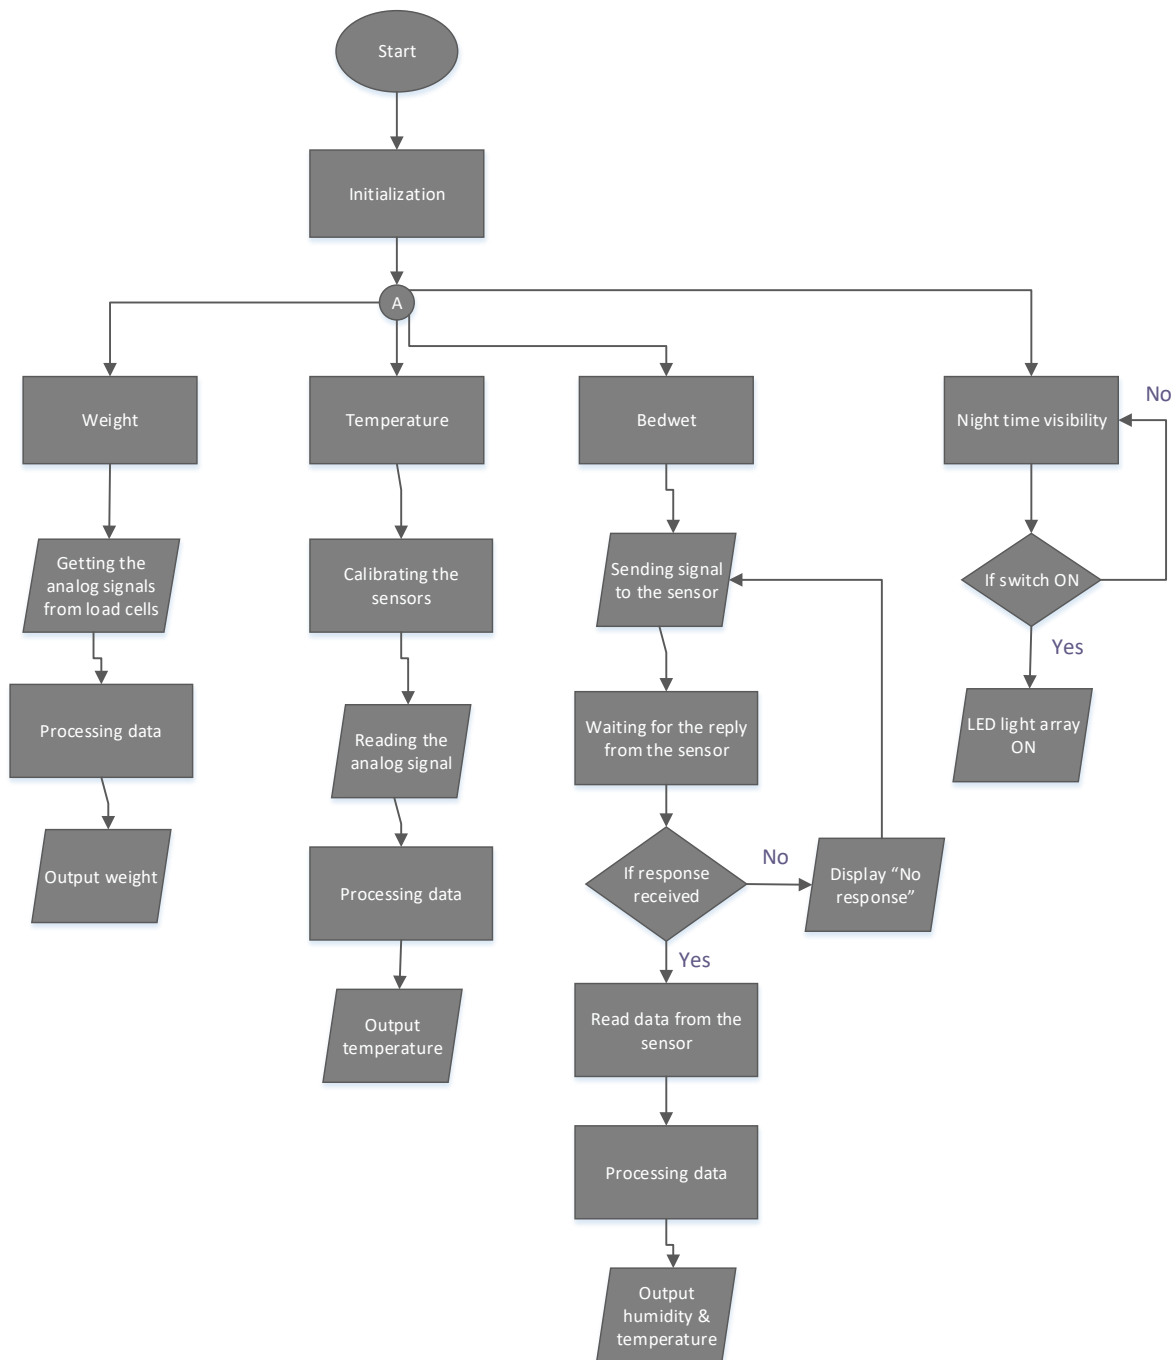 Start
Initialization
A
Weight
Temperature
Bedwet
Night time visibility
No
Getting the
analog signals
from load cells
Calibrating the
sensors
Sending signal
to the sensor
If switch ON
Yes
Processing data
Reading the
analog signal
Waiting for the reply
from the sensor
LED light array
ON
Output weight
Processing data
If response
received
No
Display “No
response”
Yes
Output
temperature
Read data from the
sensor
Processing data
Output
humidity &
temperature